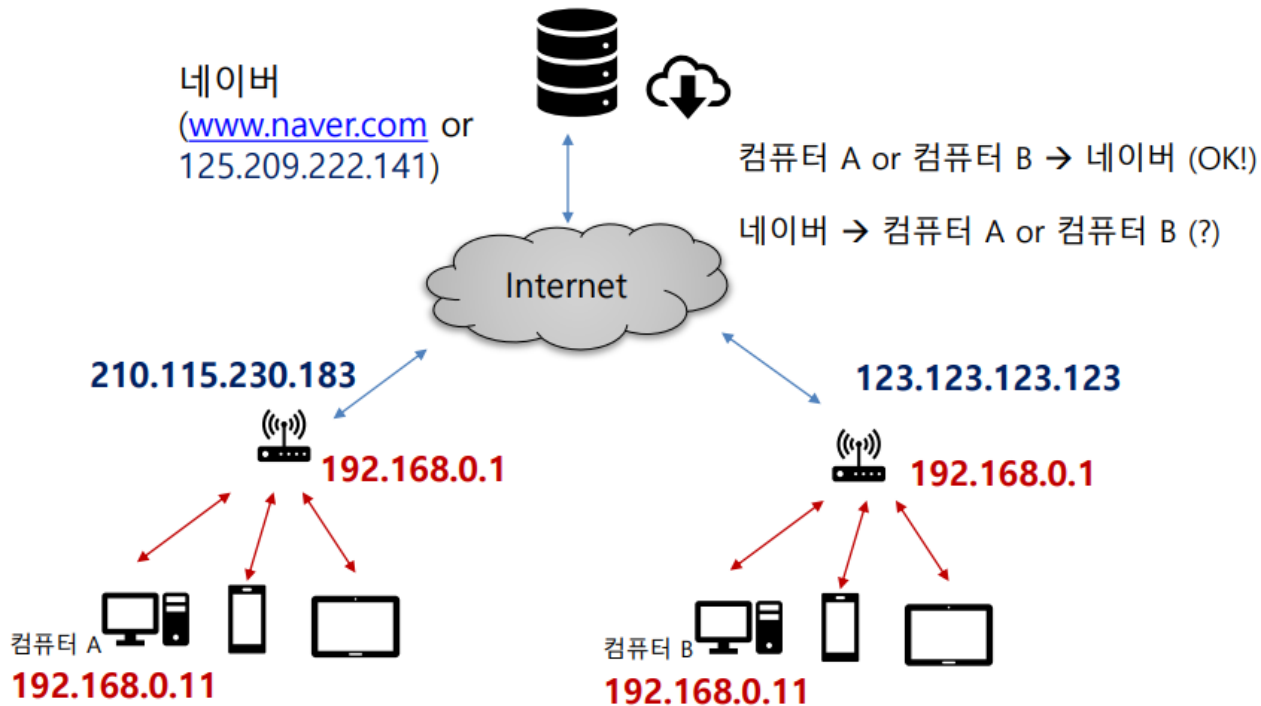 네이버
(www.naver.com or
125.209.222.141)
컴퓨터 A or 컴퓨터 B → 네이버 (OK!)
네이버 → 컴퓨터 A or 컴퓨터 B (?)
Internet
210.115.230.183
123.123.123.123
192.168.0.1
192.168.0.1
컴퓨터 A
192.168.0.11
컴퓨터 B
192.168.0.11